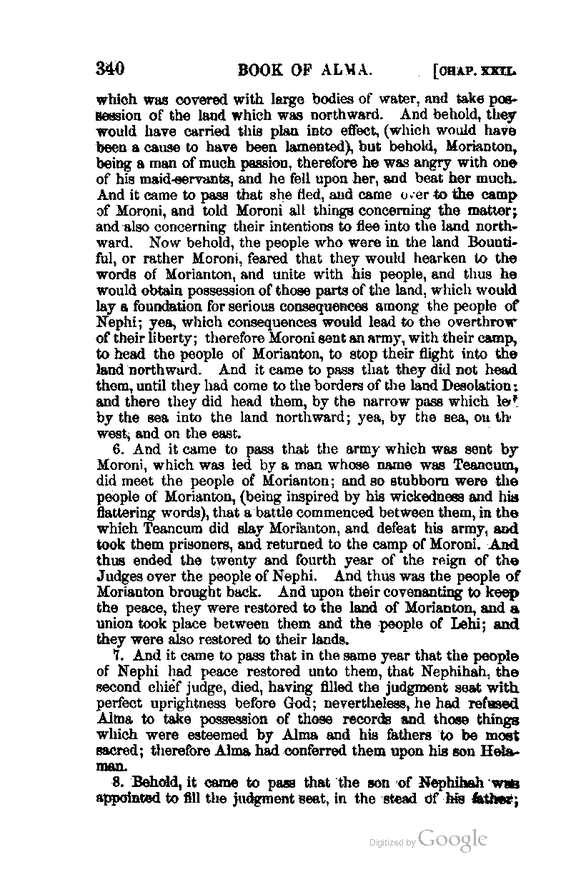 340 BOOK OF ALMA. [CHAP. XXII.
which was covered with large bodies of water, and take pos-
session of the land which was northward. And behold, they
would have carried this plan into effect, (which would have
been a cause to have been lamented), but behold, Morianton,
being a man of much passion, therefore he was angry with one
of his maid-servants, and he fell upon her, and beat her much.
And it came to pass that she fled, and came over to the camp
of Moroni, and told Moroni all things concerning the matter;
and also concerning their intentions to flee into the land north-
ward. Now behold, the people who were in the land Bounti-
ful, or rather Moroni, feared that they would hearken to the
words of Morianton, and unite with his people, and thus he
would obtain possession of those parts of the land, which would
lay a foundation for serious consequences among the people of
Nephi; yea, which consequences would lead to the overthrow
of their liberty; therefore Moroni sent an army, with their camp,
to head the people of Morianton, to stop their flight into the
land northward. And it came to pass that they did not head
them, until they had come to the borders of the land Desolation;
and there they did head them, by the narrow pass which
by the sea into the land northward; yea, by the sea, on th
west, and on the east.
6. And it came to pass that the army which was sent by
Moroni, which was led by a man whose name was Teancum,
did meet the people of Morianton; and so stubborn were the
people of Morianton, (being inspired by his wickedness and his
flattering words), that a battle commenced between them, in the
which Teancum did slay Morianton, and defeat his army, and
took them prisoners, and returned to the camp of Moroni. And
thus ended the twenty and fourth year of the reign of the
Judges over the people of Nephi. And thus was the people of
Morianton brought back. And upon their covenanting to keep
the peace, they were restored to the land of Morianton, and a
union took place between them and the people of Lehi; and
they were also restored to their lands.
7. And it came to pass that in the same year that the people
of Nephi had peace restored unto them, that Nephihah, the
second chief judge, died, having filled the judgment seat with
perfect uprightness before God; nevertheless, he had refused
Alma to take possession of those records and those things
which were esteemed by Alma and his fathers to be most
sacred; therefore Alma had conferred them upon his son Hela-
man.
8. Behold, it came to pass that the son of Nephihah was
appointed to fill the judgment seat, in the stead of his father;
Digitized by Google